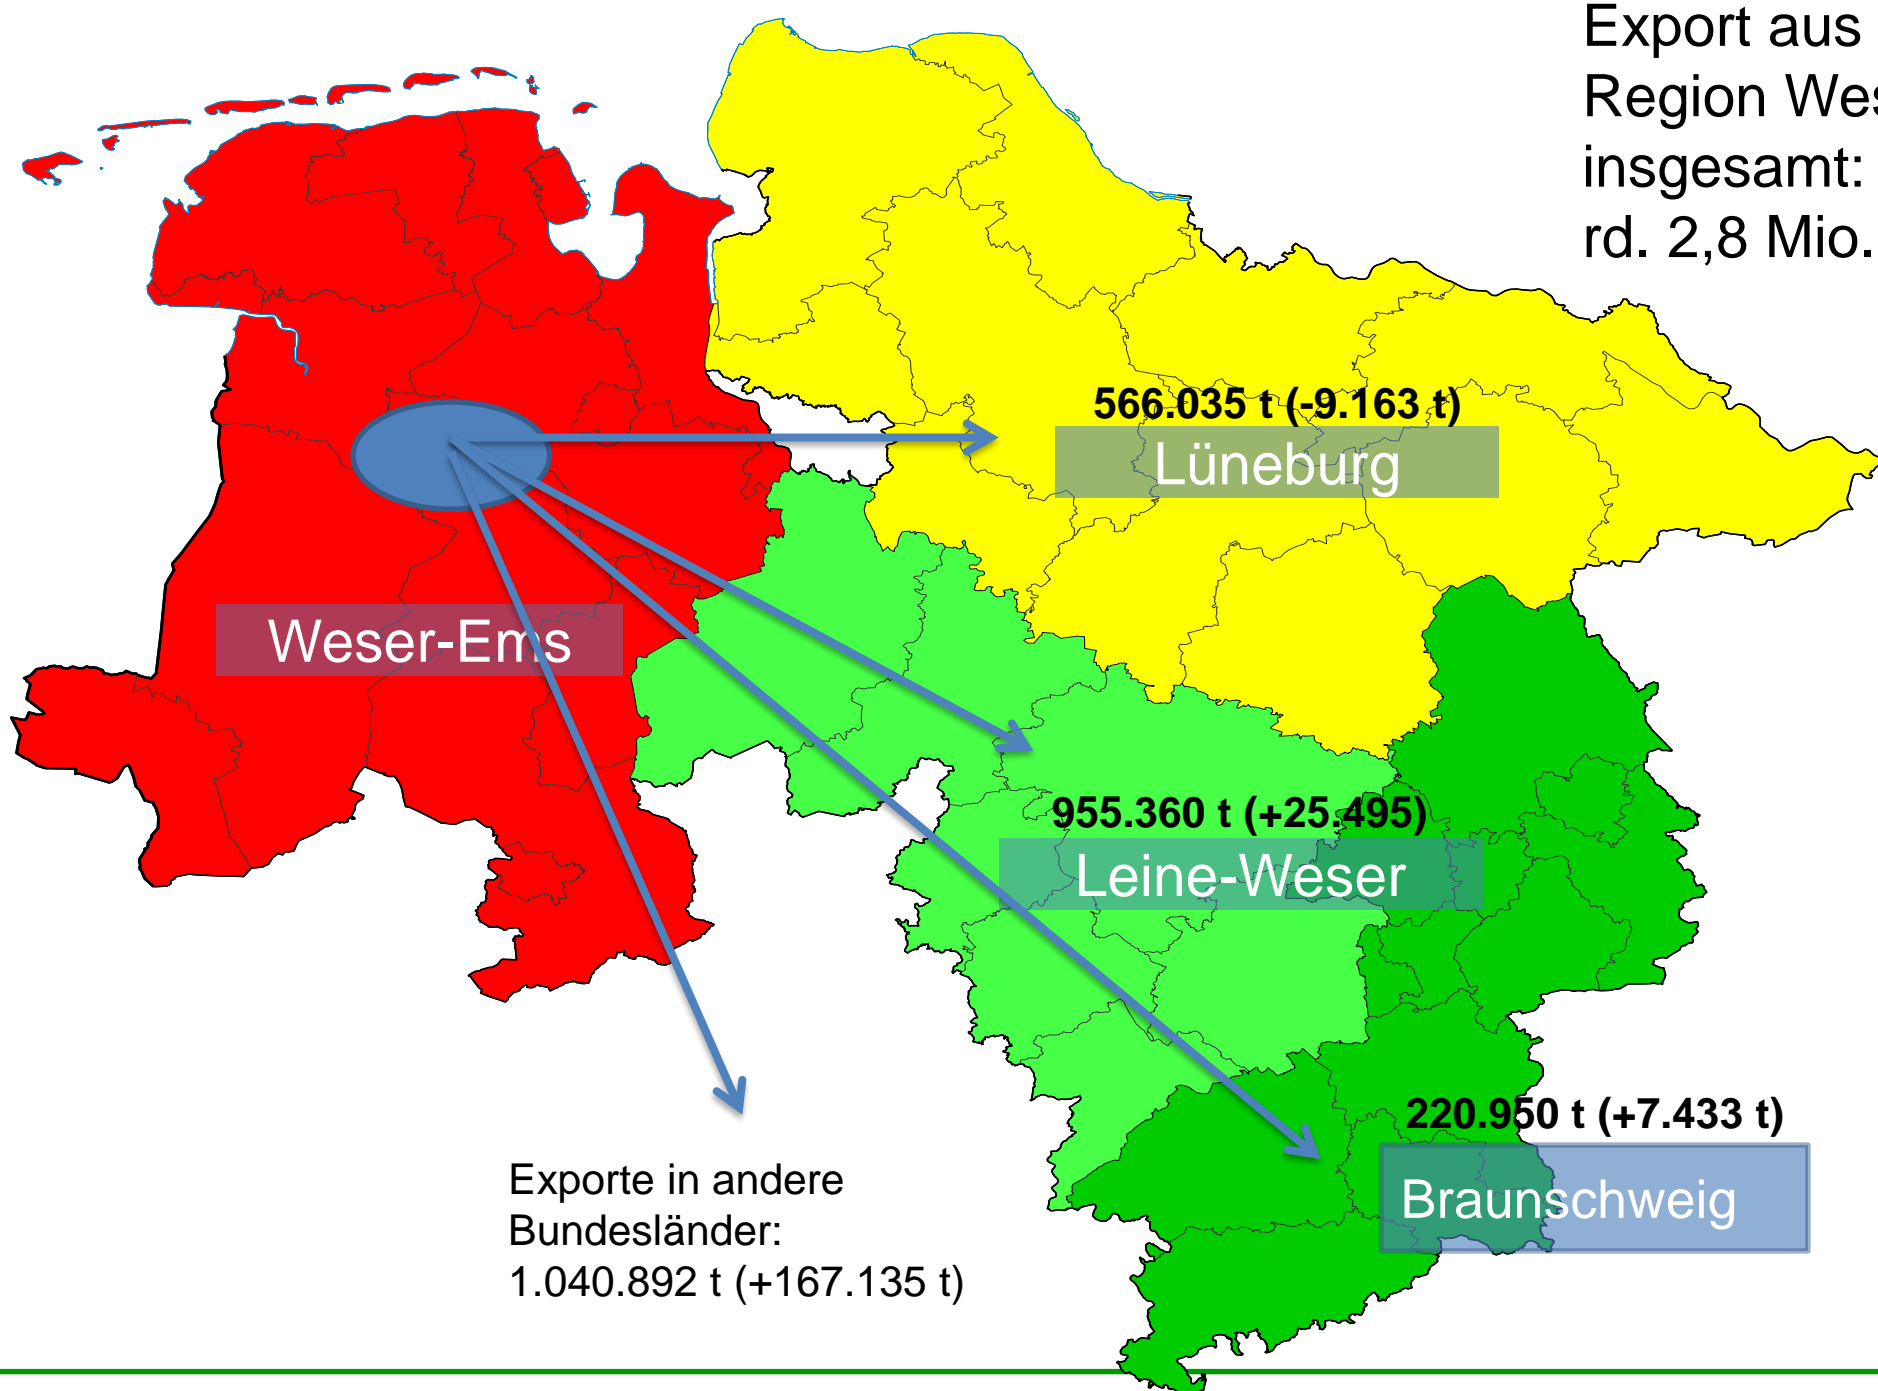 Export aus
Region Wes
insgesamt:
rd. 2,8 Mio.
566.035 t (-9.163 t)
Lüneburg
Weser-Ems
955.360 t (+25.495)
Leine-Weser
220.950 t (+7.433 t)
Braunschweig
Exporte in andere
Bundesländer:
1.040.892 t (+167.135 t)